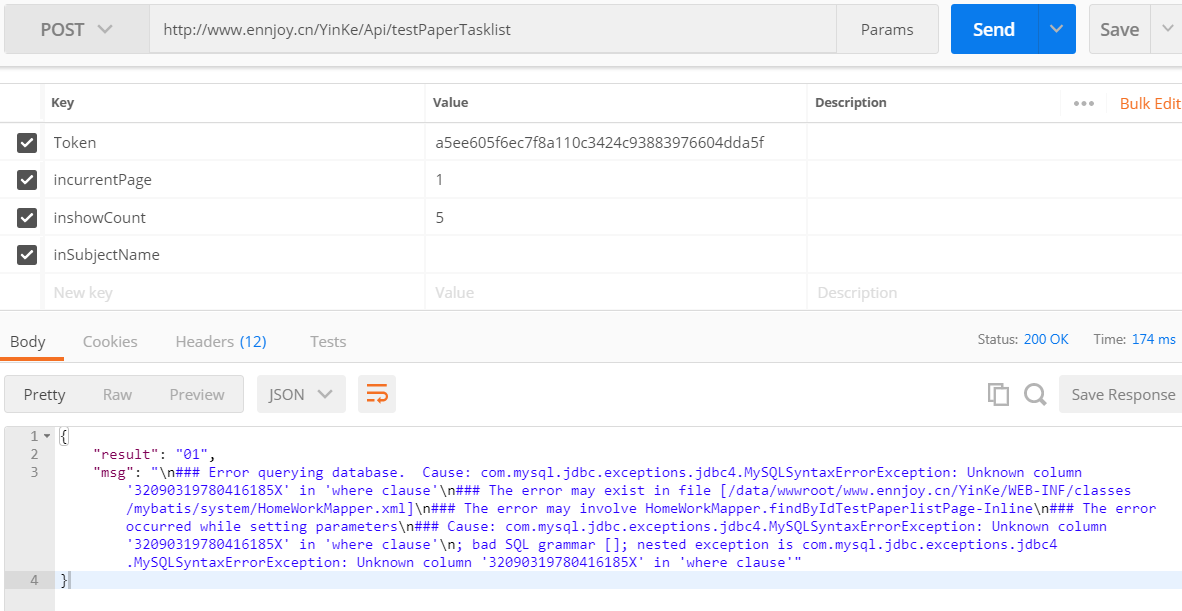 POST http://www.ennjoy.cn/YinKe/Api/testPaperTasklist Params Send Save
Key Value Description ••• Bulk Edit
Token a5ee605f6ec7f8a110c3424c93883976604dda5f
incurrentPage 1
inshowCount 5
inSubjectName
New key Value Description
Body Cookies Headers (12) Tests Status: 200 OK Time: 174 ms
Pretty Raw Preview JSON Save Response
1 {
2 "result": "01",
3 "msg": "\n### Error querying database.  Cause: com.mysql.jdbc.exceptions.jdbc4.MySQLSyntaxErrorException: Unknown column
'32090319780416185X' in 'where clause'\n### The error may exist in file [/data/wwwroot/www.ennjoy.cn/YinKe/WEB-INF/classes
/mybatis/system/HomeWorkMapper.xml]\n### The error may involve HomeWorkMapper.findByIdTestPaperlistPage-Inline\n### The error
occurred while setting parameters\n### Cause: com.mysql.jdbc.exceptions.jdbc4.MySQLSyntaxErrorException: Unknown column
'32090319780416185X' in 'where clause'\n; bad SQL grammar []; nested exception is com.mysql.jdbc.exceptions.jdbc4
.MySQLSyntaxErrorException: Unknown column '32090319780416185X' in 'where clause'"
4 }